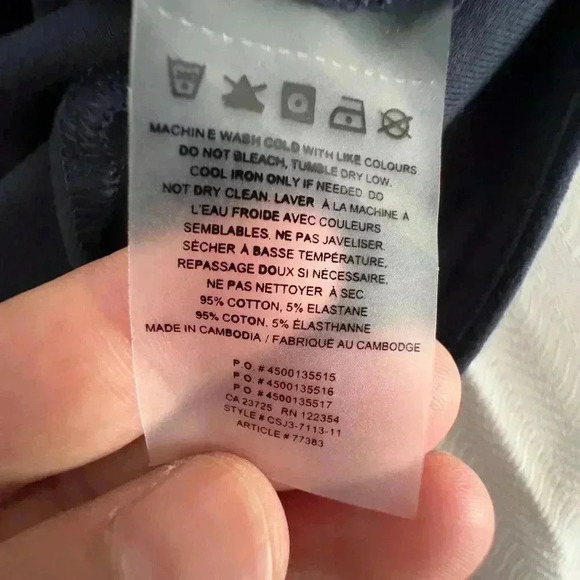 MACHINE WASH COLD WITH LIKE COLOURS
DO NOT BLEACH, TUMBLE DRY LOW.
COOL IRON ONLY IF NEEDED. DO
NOT DRY CLEAN. LAVER À LA MACHINE À
L'EAU FROIDE AVEC COULEURS
SEMBLABLES. NE PAS JAVELISER.
SÉCHER À BASSE TEMPÉRATURE,
REPASSAGE DOUX SI NÉCESSAIRE.
NE PAS NETTOYER À SEC.
95% COTTON, 5% ELASTANE
95% COTON. 5% ÉLASTHANNE
MADE IN CAMBODIA / FABRIQUÉ AU CAMBODGE
P.O. # 4500135515
P.O. # 4500135516
P.O. # 4500135517
CA 23725 RN 122354
STYLE # CSJ3-7113-11
ARTICLE # 77383